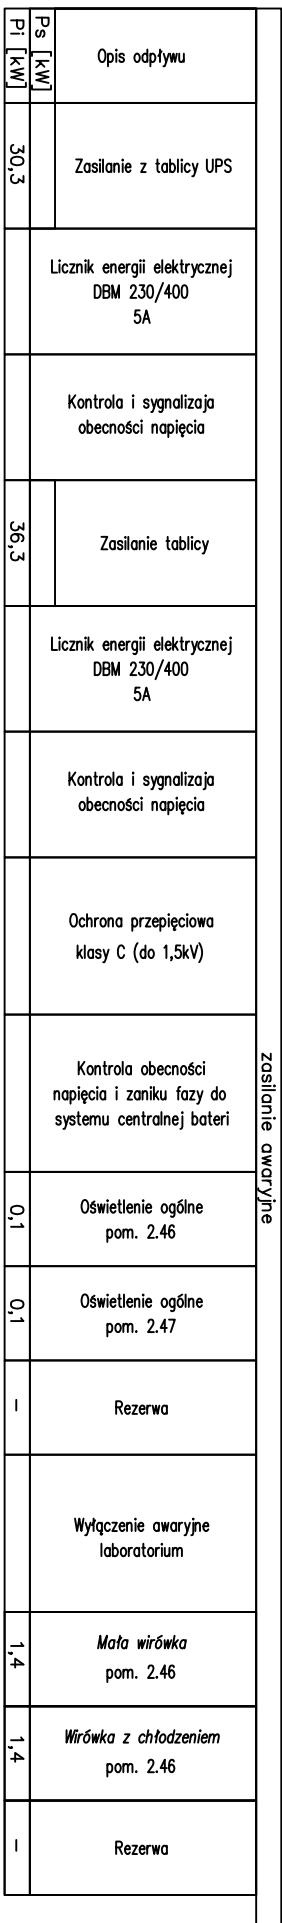 Pi [kW]
Ps [kW]
Opis odpływu
30,3
Zasilanie z tablicy UPS
Licznik energii elektrycznej
DBM 230/400
5A
Kontrola i sygnalizaja
obecności napięcia
36,3
Zasilanie tablicy
Licznik energii elektrycznej
DBM 230/400
5A
Kontrola i sygnalizaja
obecności napięcia
Ochrona przepięciowa
klasy C (do 1,5kV)
zasilanie awaryjne
Kontrola obecności
napięcia i zaniku fazy do
systemu centralnej bateri
0,1
Oświetlenie ogólne
pom. 2.46
0,1
Oświetlenie ogólne
pom. 2.47
–
Rezerwa
Wyłączenie awaryjne
laboratorium
1,4
Mała wirówka
pom. 2.46
1,4
Wirówka z chłodzeniem
pom. 2.46
–
Rezerwa